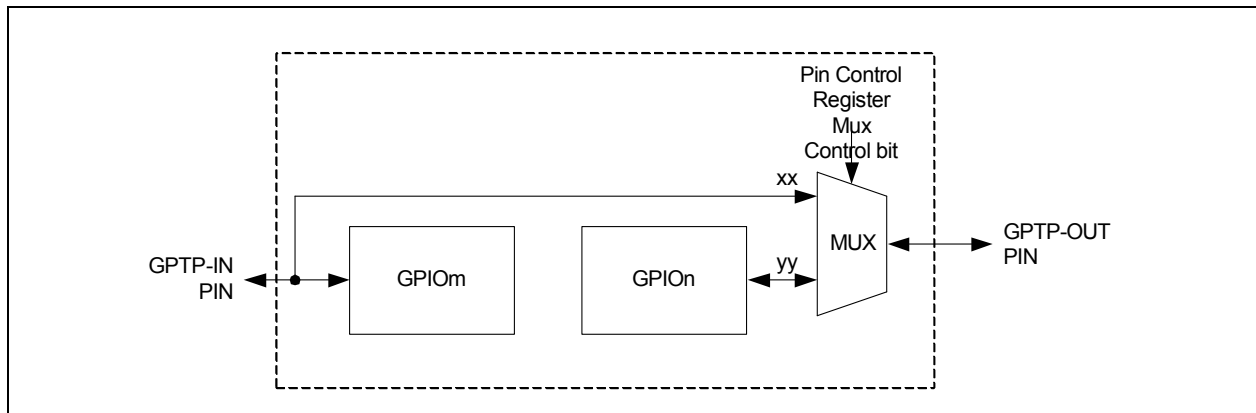 Pin Control
Register
Mux
Control bit
xx
MUX
GPTP-OUT
PIN
GPTP-IN
PIN
GPIOm
GPIOn
yy